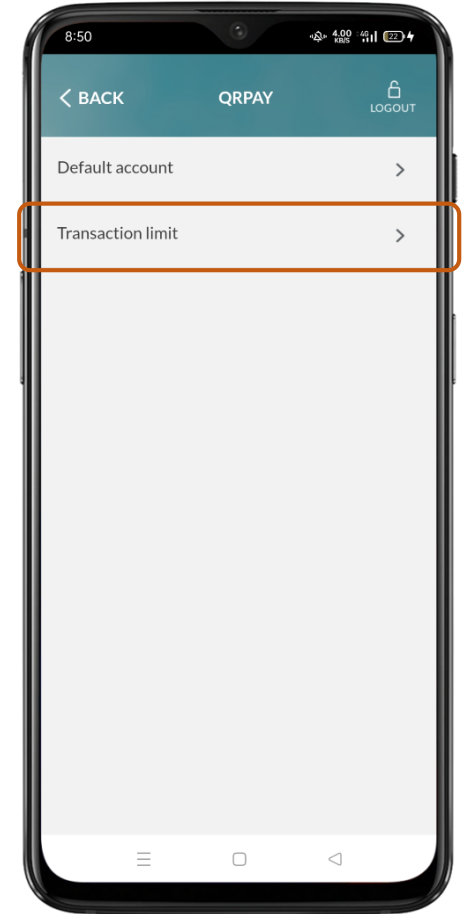 8:50
4.00 KB/S 4G 22
BACK QRPAY LOGOUT
Default account
Transaction limit